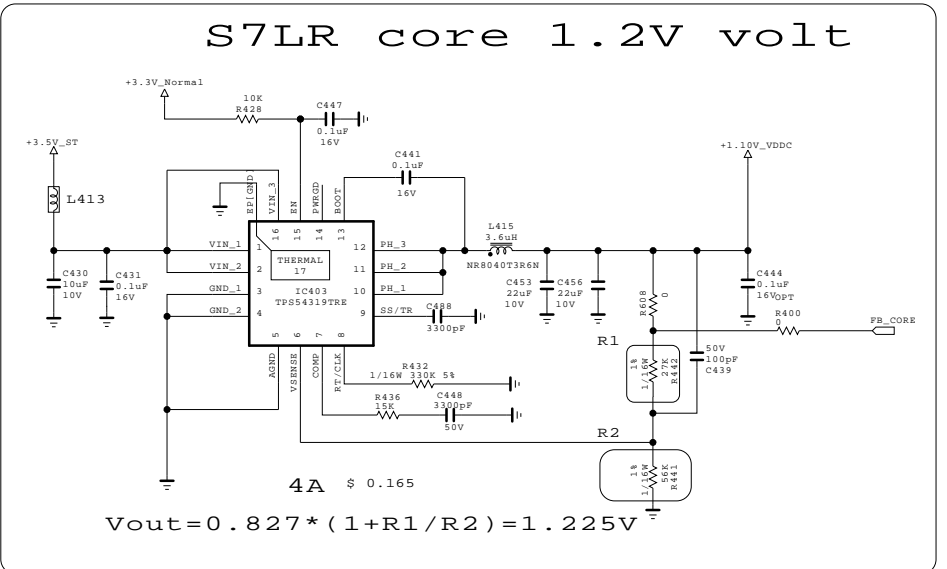 S7LR core 1.2V volt
+3.3V_Normal
10K
R428
C447
0.1uF
16V
+3.5V_ST
L413
C441
0.1uF
16V
+1.10V_VDDC
EP[GND]
VIN_3
EN
PWRGD
BOOT
16
15
14
13
L415
3.6uH
NR8040T3R6N
VIN_1
1
THERMAL
17
12
PH_3
VIN_2
2
11
PH_2
GND_1
3
IC403
TPS54319TRE
10
PH_1
GND_2
4
9
SS/TR
C430
10uF
10V
C431
0.1uF
16V
C488
3300pF
C453
22uF
10V
C456
22uF
10V
R608
0
C444
0.1uF
16V
OPT
R400
0
FB_CORE
5
6
7
8
AGND
VSENSE
COMP
RT/CLK
R432
1/16W 330K 5%
R436
15K
C448
3300pF
50V
R1
1%
1/16W
27K
R442
50V
100pF
C439
R2
1%
1/16W
56K
R441
4A $ 0.165
Vout=0.827*(1+R1/R2)=1.225V